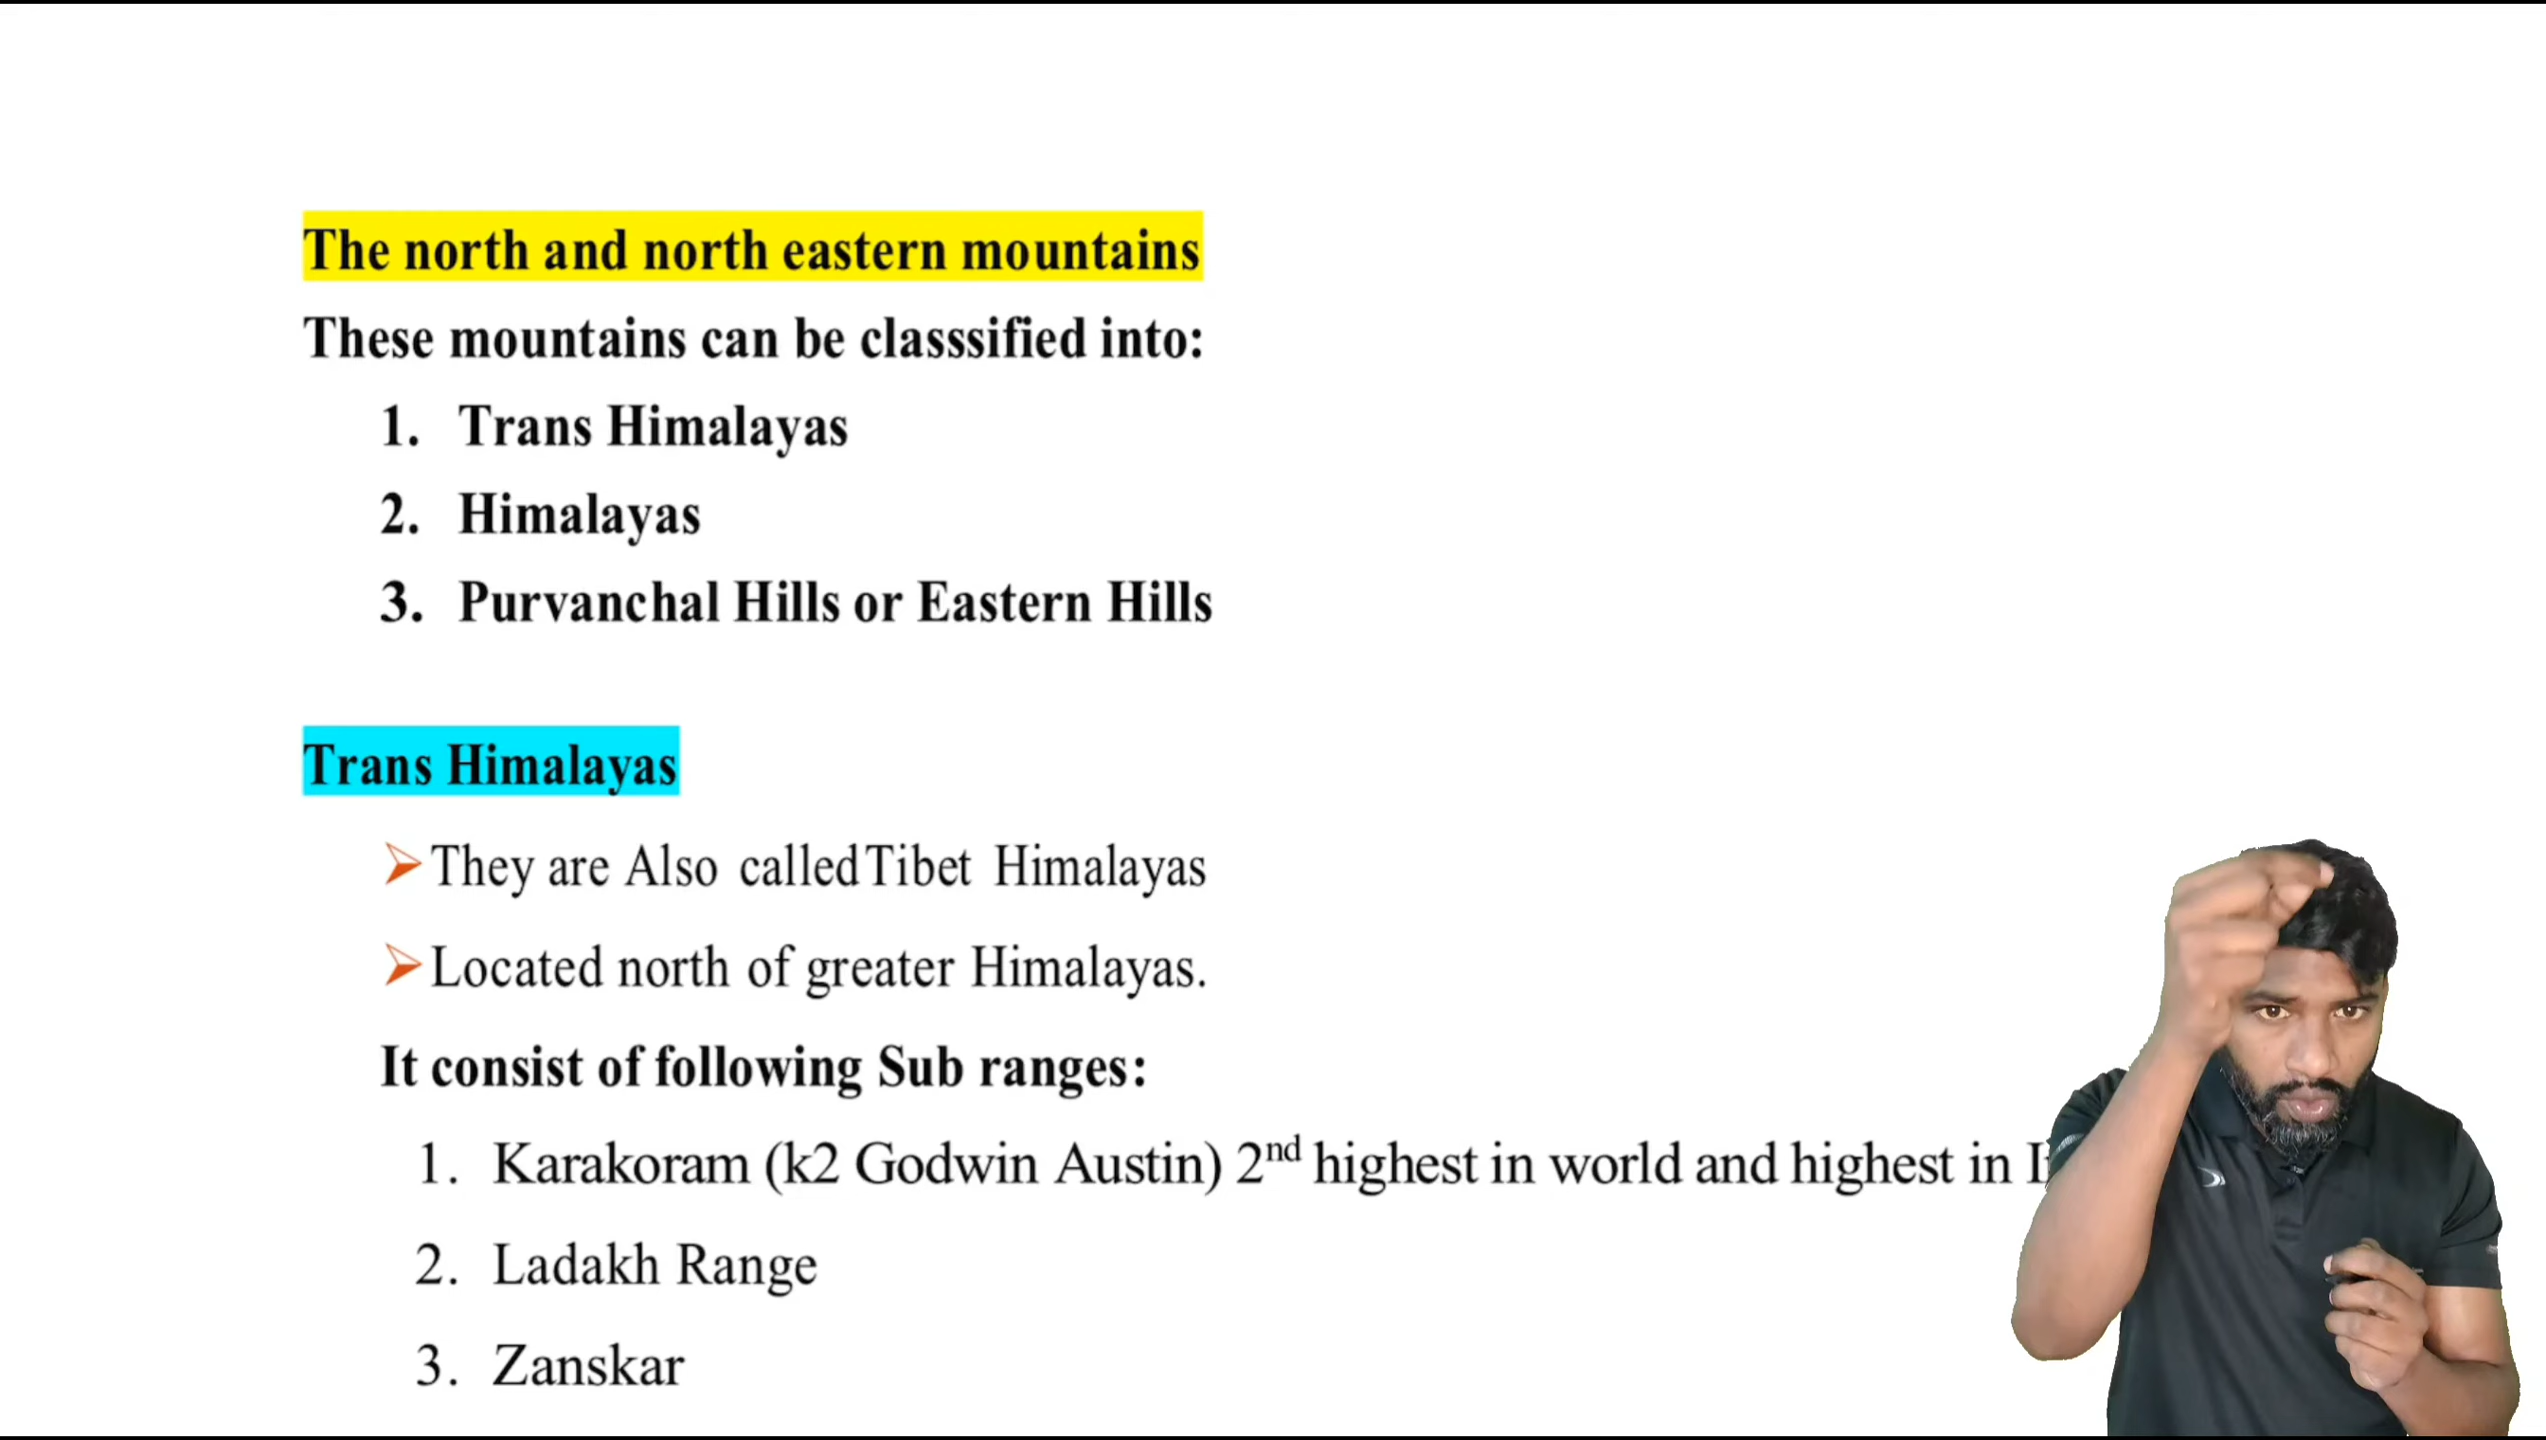 The north and north eastern mountains
These mountains can be classsified into:
1. Trans Himalayas
2. Himalayas
3. Purvanchal Hills or Eastern Hills
Trans Himalayas
➢They are Also called Tibet Himalayas
➢Located north of greater Himalayas.
It consist of following Sub ranges:
1. Karakoram (k2 Godwin Austin) 2nd highest in world and highest in
2. Ladakh Range
3. Zanskar